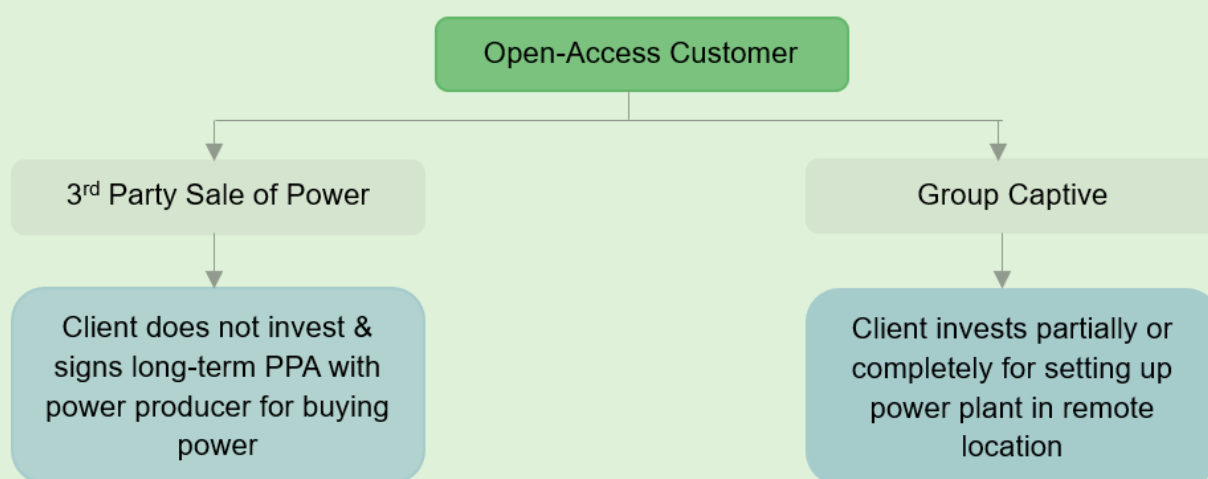 Open-Access Customer
3rd Party Sale of Power
Group Captive
Client does not invest &
signs long-term PPA with
power producer for buying
power
Client invests partially or
completely for setting up
power plant in remote
location